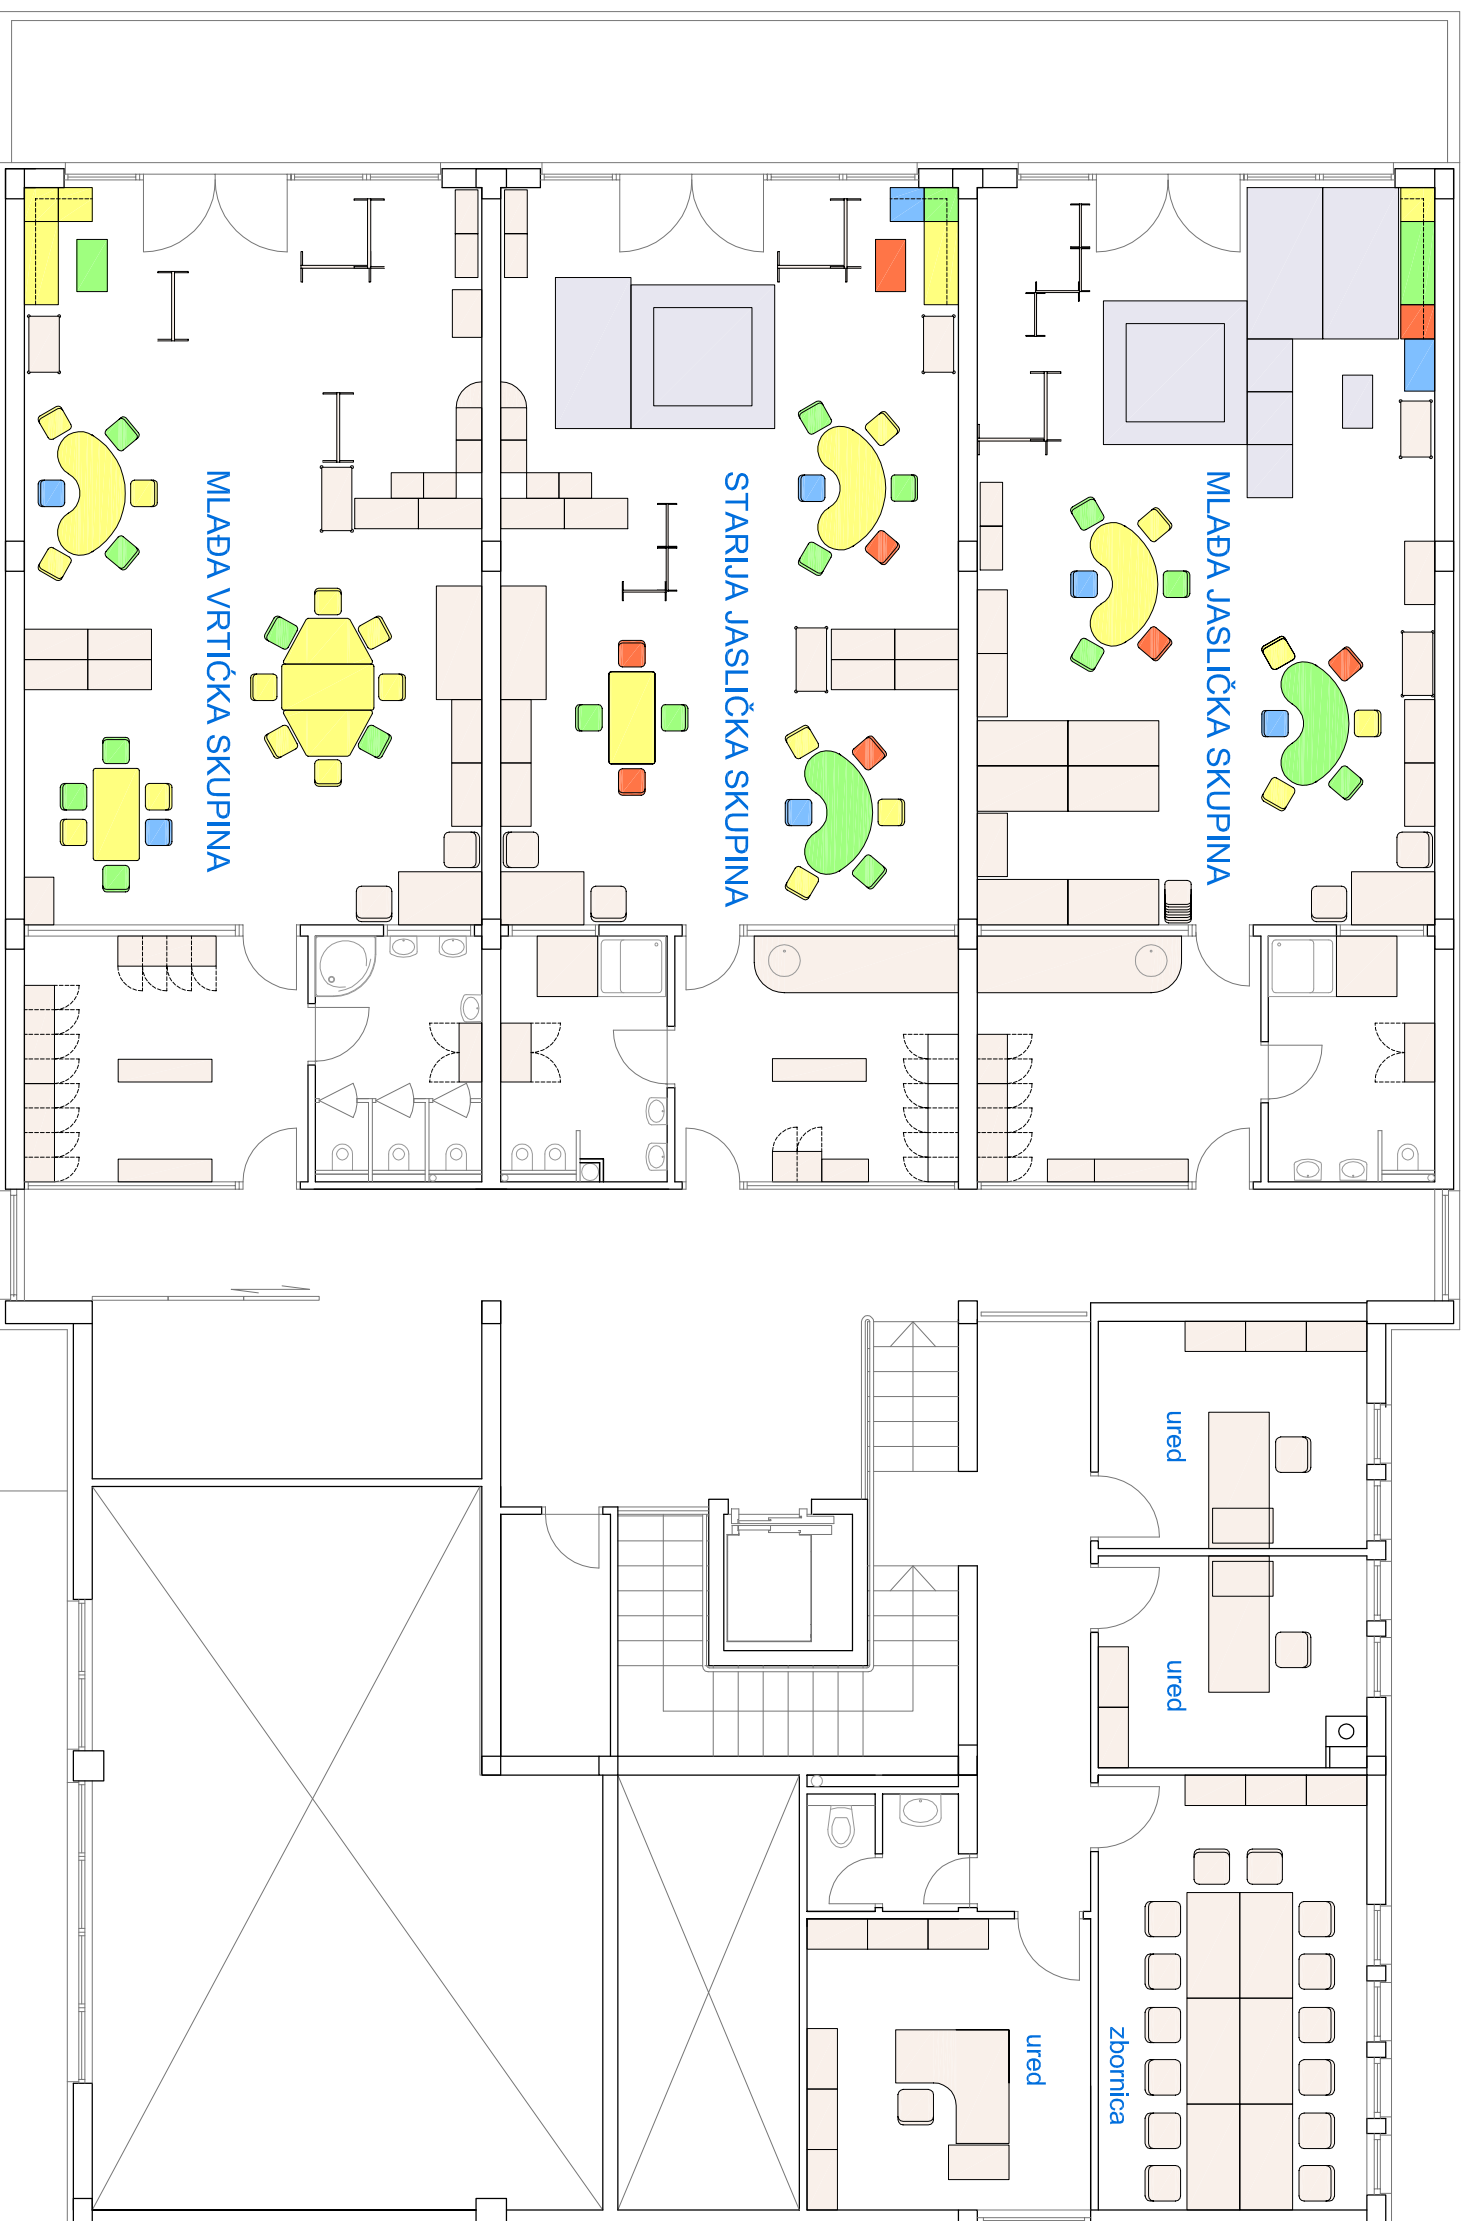 MLAĐA VRTIĆKA SKUPINA
STARIJA JASLIČKA SKUPINA
MLAĐA JASLIČKA SKUPINA
ured
ured
ured
zbornica